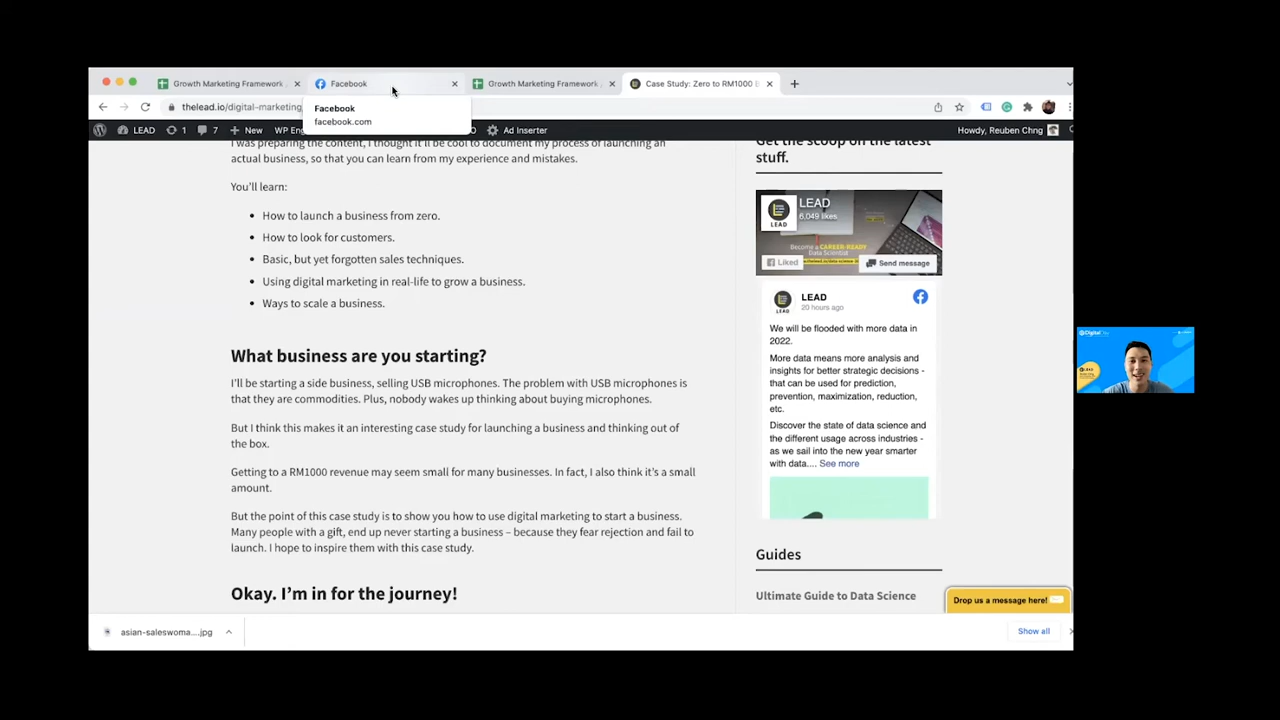 Growth Marketing Framework
Facebook
Growth Marketing Framework
Case Study: Zero to RM1000
thelead.io/digital-marketing
Facebook
facebook.com
LEAD
1
7
New
WP
Ad Inserter
Howdy, Reuben Chng
I was preparing the content, I thought it'll be cool to document my process of launching an
actual business, so that you can learn from my experience and mistakes.
You'll learn:
• How to launch a business from zero.
• How to look for customers.
• Basic, but yet forgotten sales techniques.
• Using digital marketing in real-life to grow a business.
• Ways to scale a business.
What business are you starting?
I'll be starting a side business, selling USB microphones. The problem with USB microphones is
that they are commodities. Plus, nobody wakes up thinking about buying microphones.
But I think this makes it an interesting case study for launching a business and thinking out of
the box.
Getting to a RM1000 revenue may seem small for many businesses. In fact, I also think it's a small
amount.
But the point of this case study is to show you how to use digital marketing to start a business.
Many people with a gift, end up never starting a business – because they fear rejection and fail to
launch. I hope to inspire them with this case study.
Okay. I'm in for the journey!
Get the scoop on the latest
stuff.
LEAD
6,049 likes
LEAD
Become a CAREER-READY
Data Scientist
Liked
Send message
LEAD
20 hours ago
LEAD
We will be flooded with more data in
2022.
More data means more analysis and
insights for better strategic decisions -
that can be used for prediction,
prevention, maximization, reduction,
etc.
Discover the state of data science and
the different usage across industries -
as we sail into the new year smarter
with data.... See more
Guides
Ultimate Guide to Data Science
Drop us a message here!
asian-saleswoma....jpg
Show all
LEAD